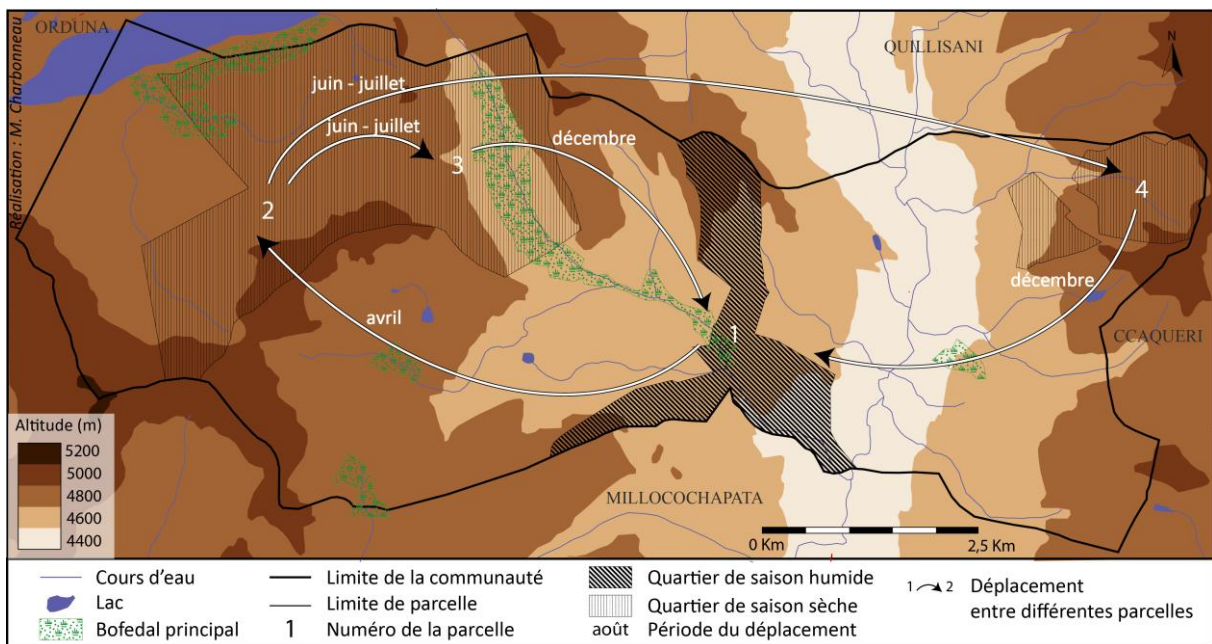 ORDUNA
QUILLISANI
N
juin - juillet
juin - juillet
décembre
3
4
2
Réalisation : M. Charbonneau
décembre
avril
1
CCAQUERI
Altitude (m)
5200
5000
4800
4600
4400
MILLOCOCHAPATA
0 Km 2,5 Km
Cours d'eau
Lac
Bofedal principal
Limite de la communauté
Limite de parcelle
1 Numéro de la parcelle
Quartier de saison humide
Quartier de saison sèche
août Période du déplacement
1 2 Déplacement
entre différentes parcelles